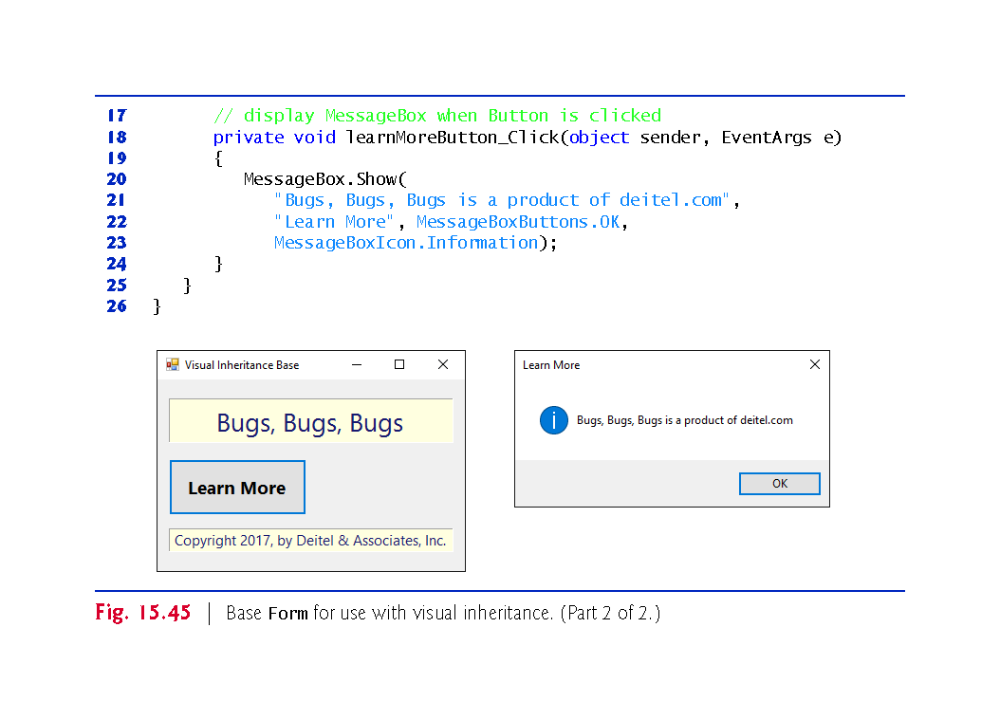 17 // display MessageBox when Button is clicked
18 private void learnMoreButton_Click(object sender, EventArgs e)
19 {
20 MessageBox.Show(
21 "Bugs, Bugs, Bugs is a product of deitel.com",
22 "Learn More", MessageBoxButtons.OK,
23 MessageBoxIcon.Information);
24 }
25 }
26 }
Visual Inheritance Base
Bugs, Bugs, Bugs
Learn More
Copyright 2017, by Deitel & Associates, Inc.
Learn More
Bugs, Bugs, Bugs is a product of deitel.com
OK
Fig. 15.45 | Base Form for use with visual inheritance. (Part 2 of 2.)